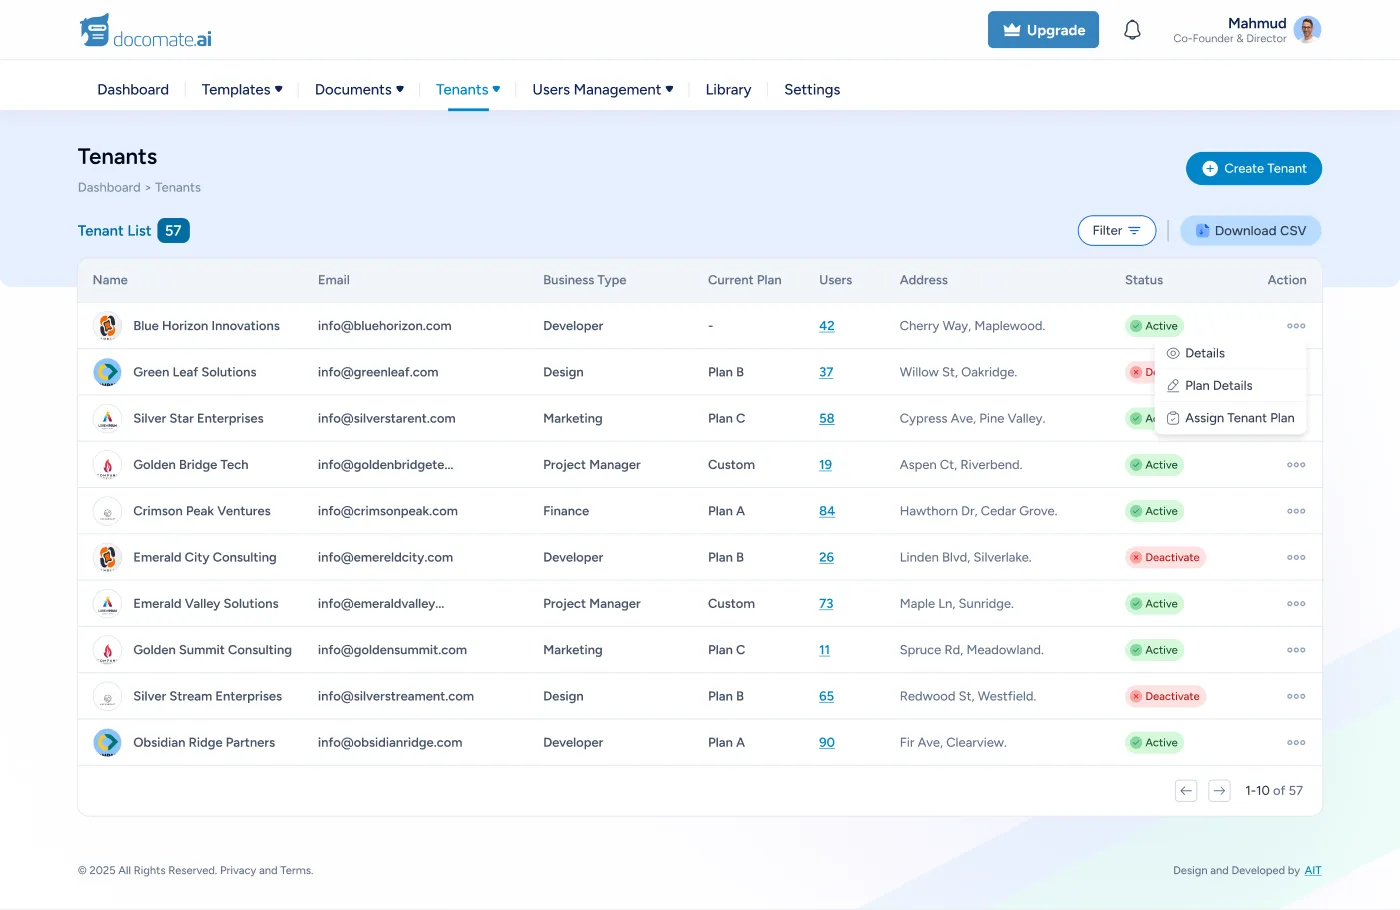 docomate.ai
Upgrade
Mahmud
Co-Founder & Director
Dashboard Templates Documents Tenants Users Management Library Settings
Tenants
Dashboard > Tenants
Create Tenant
Tenant List 57
Filter
Download CSV
Name Email Business Type Current Plan Users Address Status Action
Blue Horizon Innovations info@bluehorizon.com Developer - 42 Cherry Way, Maplewood. Active
Details
Green Leaf Solutions info@greenleaf.com Design Plan B 37 Willow St, Oakridge. De
Plan Details
Silver Star Enterprises info@silverstarent.com Marketing Plan C 58 Cypress Ave, Pine Valley. Ac
Assign Tenant Plan
Golden Bridge Tech info@goldenbridgete... Project Manager Custom 19 Aspen Ct, Riverbend. Active
Crimson Peak Ventures info@crimsonpeak.com Finance Plan A 84 Hawthorn Dr, Cedar Grove. Active
Emerald City Consulting info@emereldcity.com Developer Plan B 26 Linden Blvd, Silverlake. Deactivate
Emerald Valley Solutions info@emeraldvalley... Project Manager Custom 73 Maple Ln, Sunridge. Active
Golden Summit Consulting info@goldensummit.com Marketing Plan C 11 Spruce Rd, Meadowland. Active
Silver Stream Enterprises info@silverstreament.com Design Plan B 65 Redwood St, Westfield. Deactivate
Obsidian Ridge Partners info@obsidianridge.com Developer Plan A 90 Fir Ave, Clearview. Active
1-10 of 57
© 2025 All Rights Reserved. Privacy and Terms.
Design and Developed by AIT